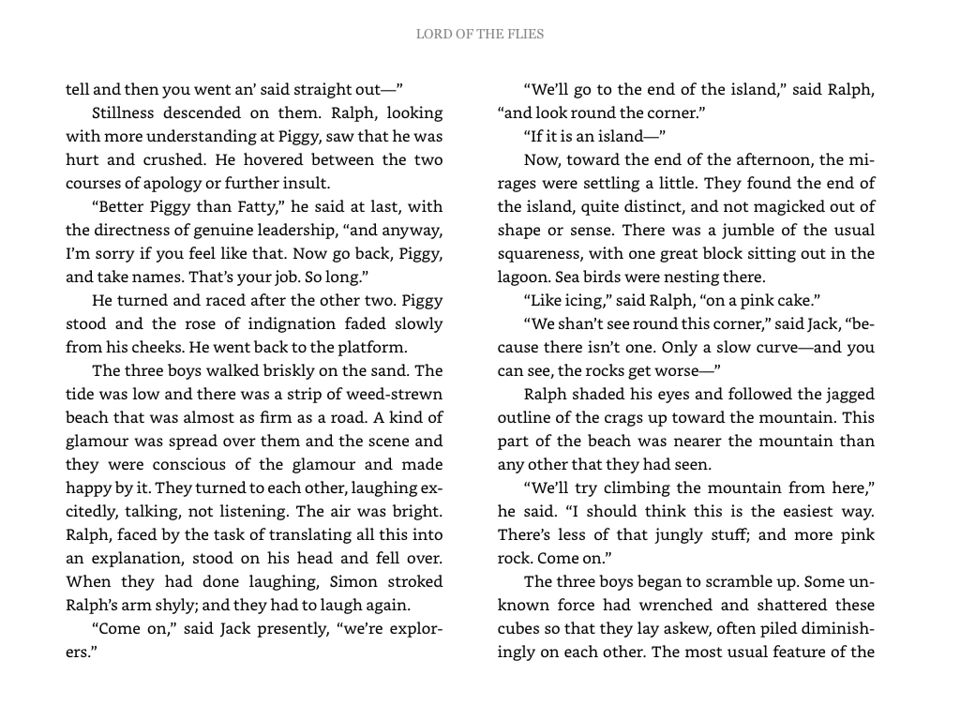 LORD OF THE FLIES
tell and then you went an’ said straight out—”
Stillness descended on them. Ralph, looking
with more understanding at Piggy, saw that he was
hurt and crushed. He hovered between the two
courses of apology or further insult.
“Better Piggy than Fatty,” he said at last, with
the directness of genuine leadership, “and anyway,
I’m sorry if you feel like that. Now go back, Piggy,
and take names. That’s your job. So long.”
He turned and raced after the other two. Piggy
stood and the rose of indignation faded slowly
from his cheeks. He went back to the platform.
The three boys walked briskly on the sand. The
tide was low and there was a strip of weed-strewn
beach that was almost as firm as a road. A kind of
glamour was spread over them and the scene and
they were conscious of the glamour and made
happy by it. They turned to each other, laughing ex-
citedly, talking, not listening. The air was bright.
Ralph, faced by the task of translating all this into
an explanation, stood on his head and fell over.
When they had done laughing, Simon stroked
Ralph’s arm shyly; and they had to laugh again.
“Come on,” said Jack presently, “we’re explor-
ers.”
“We’ll go to the end of the island,” said Ralph,
“and look round the corner.”
“If it is an island—”
Now, toward the end of the afternoon, the mi-
rages were settling a little. They found the end of
the island, quite distinct, and not magicked out of
shape or sense. There was a jumble of the usual
squareness, with one great block sitting out in the
lagoon. Sea birds were nesting there.
“Like icing,” said Ralph, “on a pink cake.”
“We shan’t see round this corner,” said Jack, “be-
cause there isn’t one. Only a slow curve—and you
can see, the rocks get worse—”
Ralph shaded his eyes and followed the jagged
outline of the crags up toward the mountain. This
part of the beach was nearer the mountain than
any other that they had seen.
“We’ll try climbing the mountain from here,”
he said. “I should think this is the easiest way.
There’s less of that jungly stuff; and more pink
rock. Come on.”
The three boys began to scramble up. Some un-
known force had wrenched and shattered these
cubes so that they lay askew, often piled diminish-
ingly on each other. The most usual feature of the